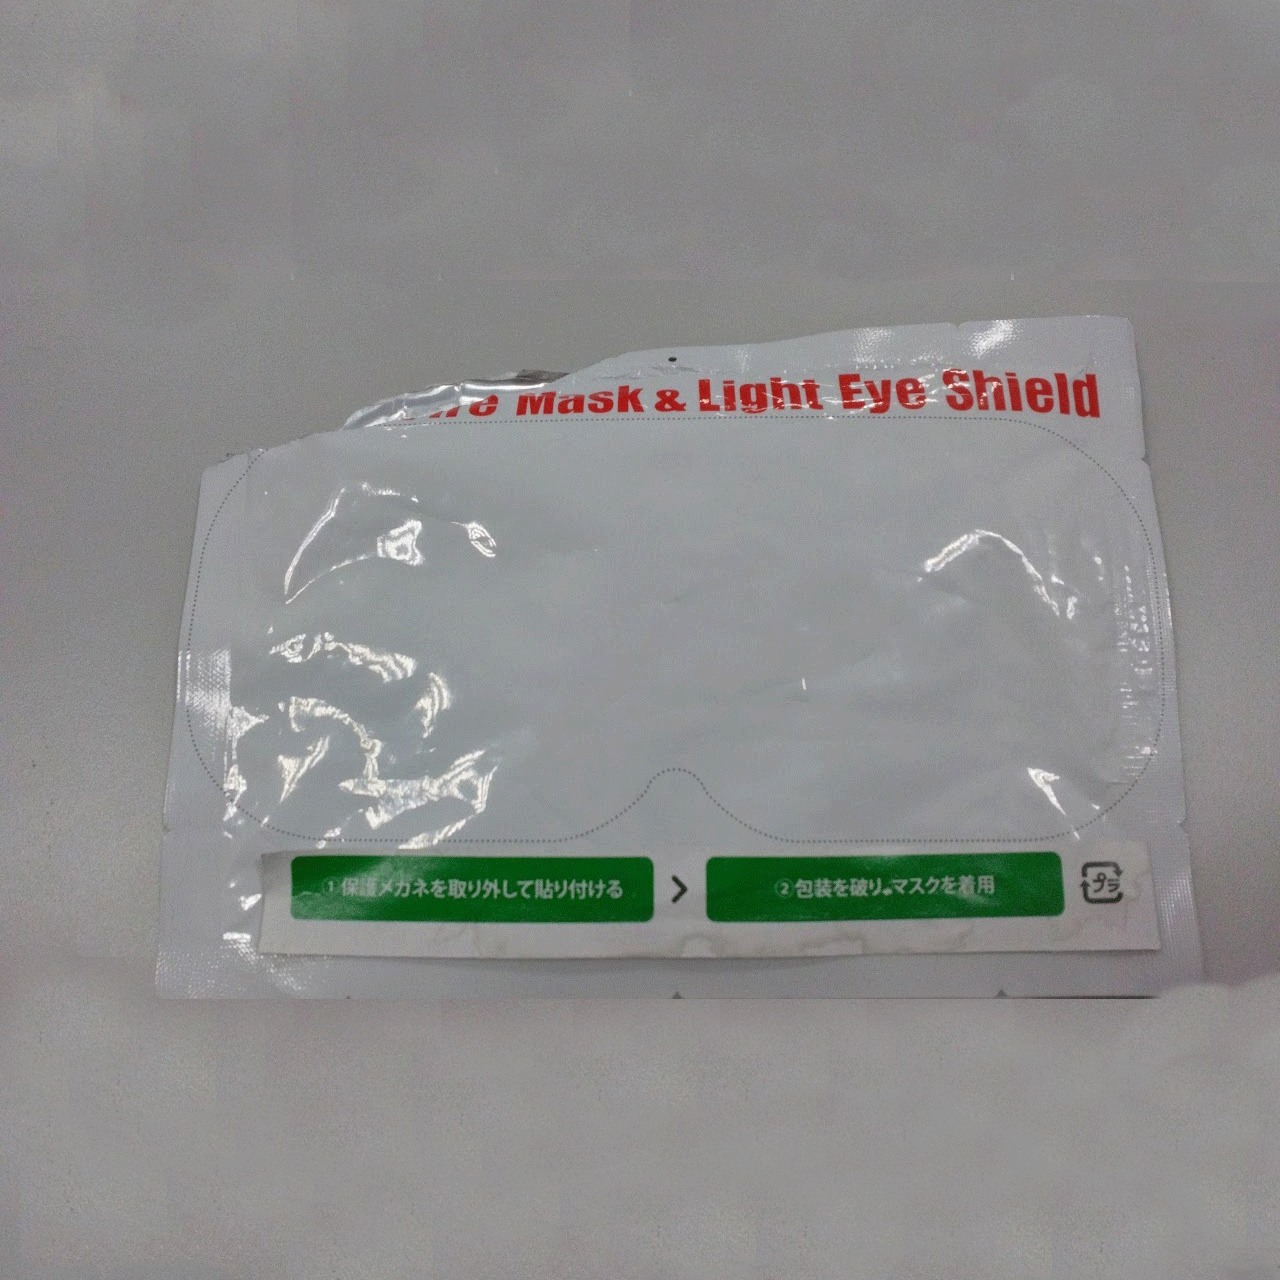 Mask & Light Eye Shield
① 保護メガネを取り外して貼り付ける
>
② 包装を破り、マスクを着用
プラ